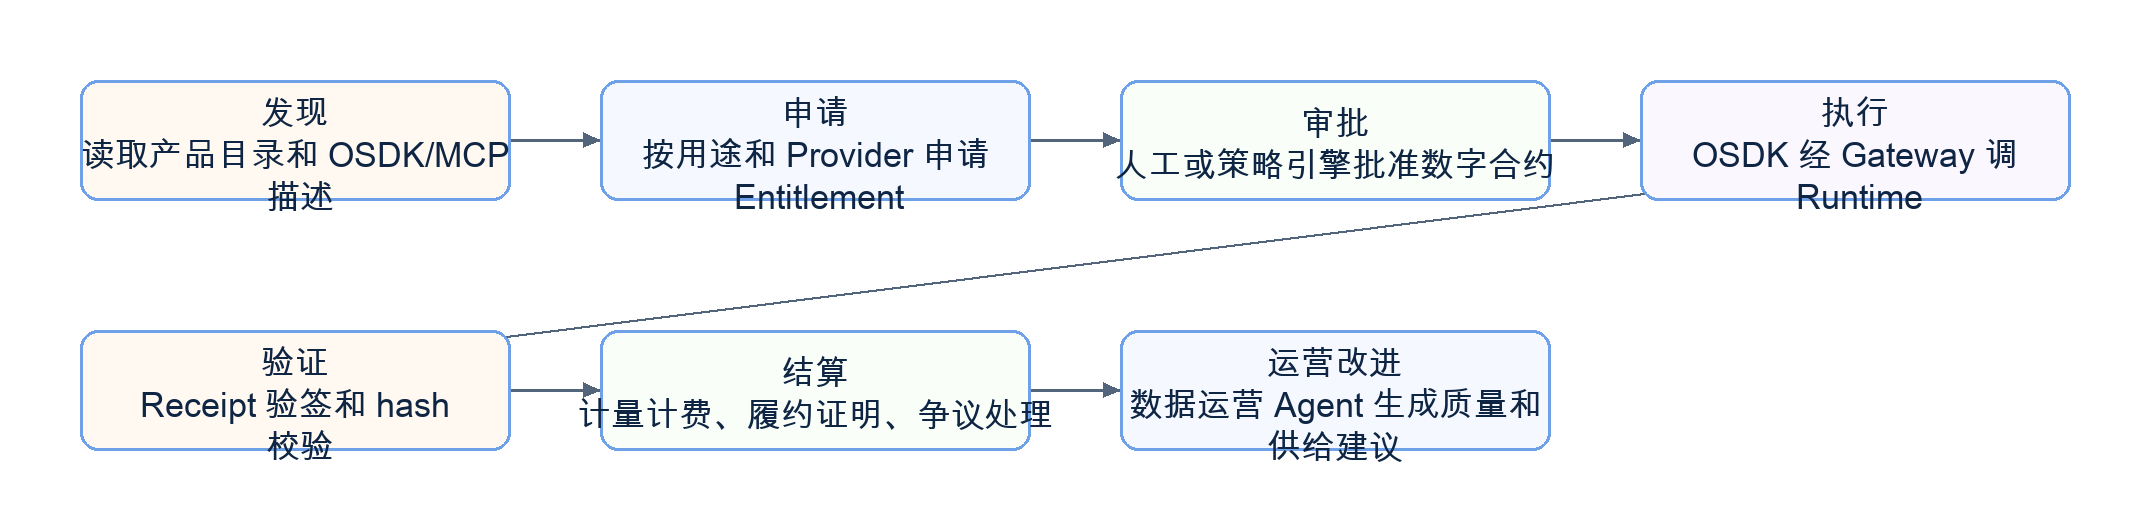 发现
读取产品目录和 OSDK/MCP
描述
申请
按用途和 Provider 申请
Entitlement
审批
人工或策略引擎批准数字合约
执行
OSDK 经 Gateway 调
Runtime
验证
Receipt 验签和 hash
校验
结算
计量计费、履约证明、争议处理
运营改进
数据运营 Agent 生成质量和
供给建议